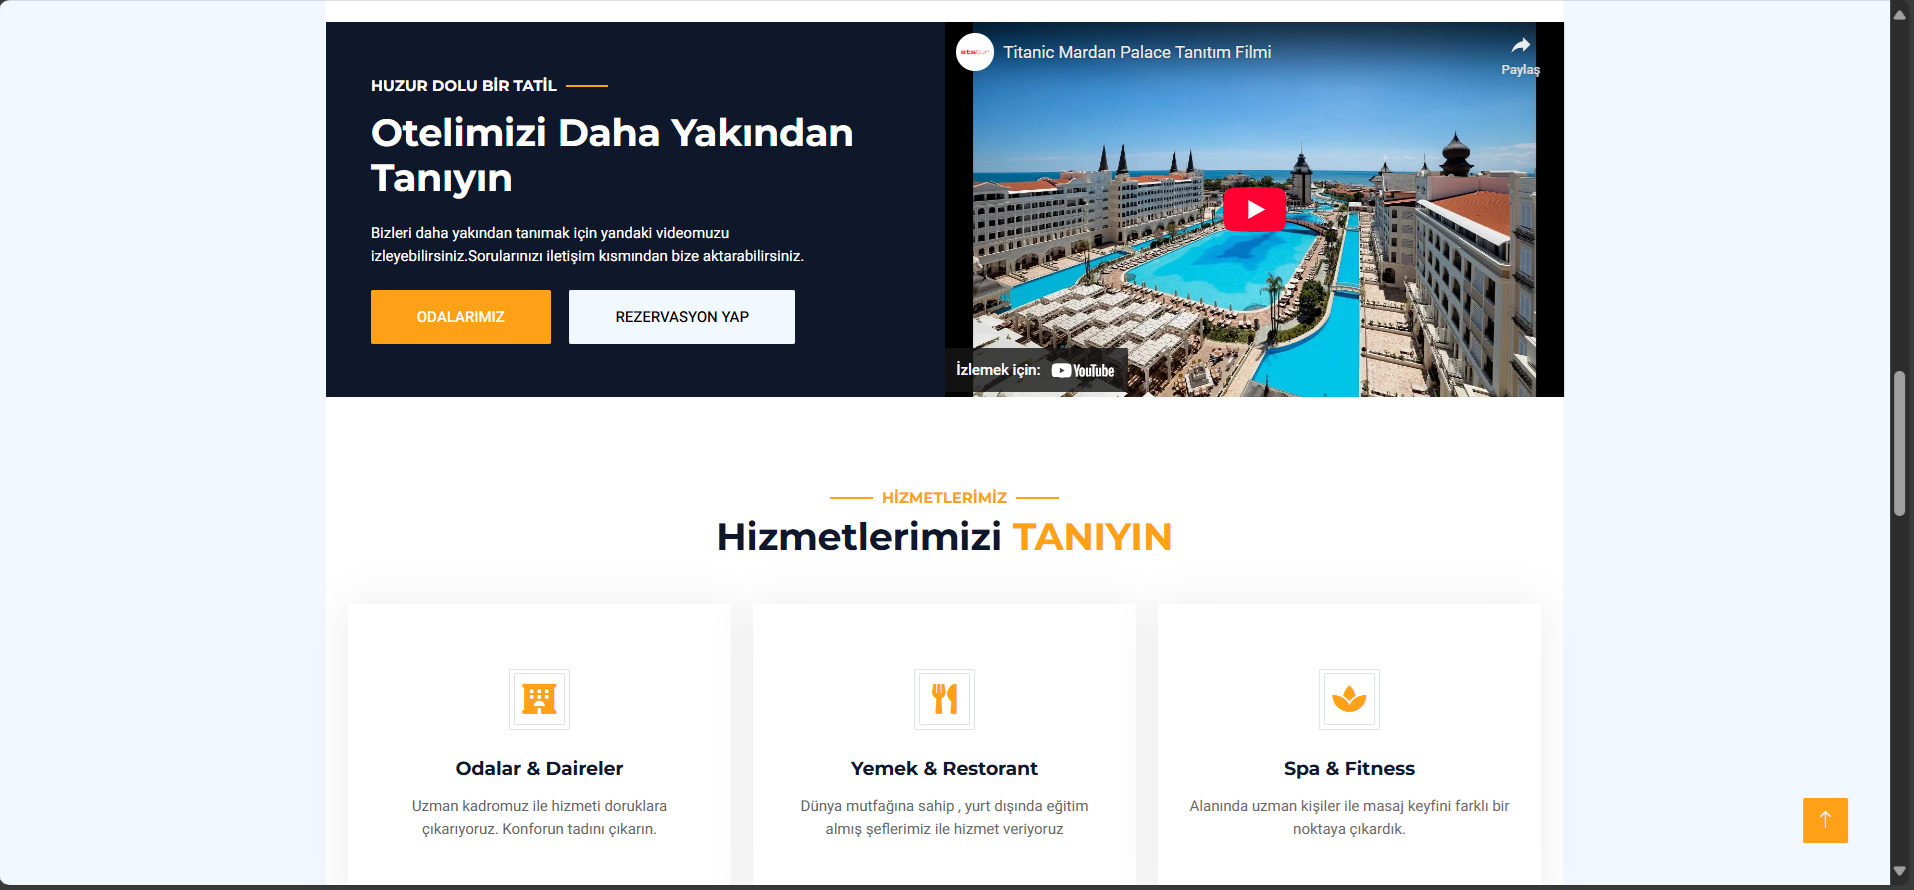 HUZUR DOLU BİR TATİL
Otelimizi Daha Yakından
Tanıyın
Bizleri daha yakından tanımak için yandaki videomuzu
izleyebilirsiniz.Sorularınızı iletişim kısmından bize aktarabilirsiniz.
ODALARIMIZ
REZERVASYON YAP
etstur
Titanic Mardan Palace Tanıtım Filmi
Paylaş
İzlemek için: YouTube
HİZMETLERİMİZ
Hizmetlerimizi TANIYIN
Odalar & Daireler
Uzman kadromuz ile hizmeti doruklara
çıkarıyoruz. Konforun tadını çıkarın.
Yemek & Restorant
Dünya mutfağına sahip , yurt dışında eğitim
almış şeflerimiz ile hizmet veriyoruz
Spa & Fitness
Alanında uzman kişiler ile masaj keyfini farklı bir
noktaya çıkardık.